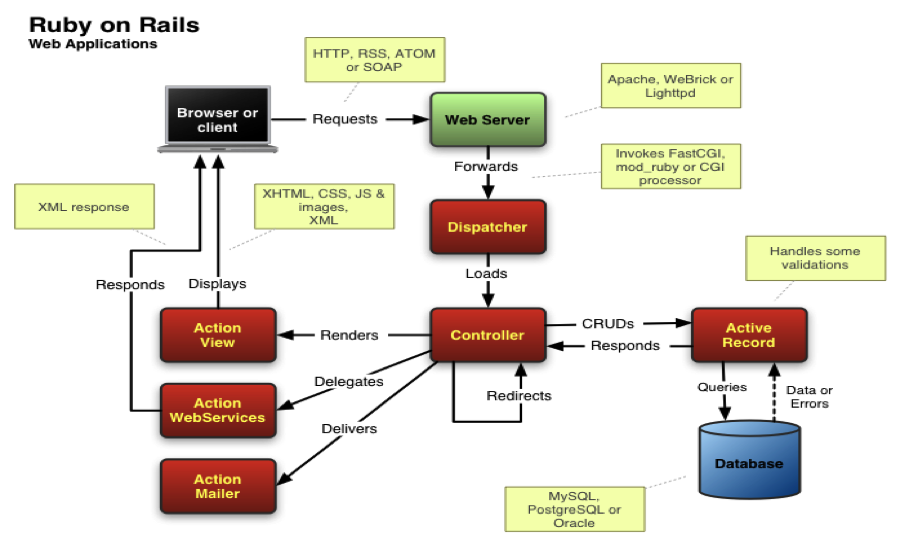 Ruby on Rails
Web Applications
HTTP, RSS, ATOM
or SOAP
Apache, WeBrick or
Lighttpd
Browser or
client
Requests
Web Server
Forwards
Invokes FastCGI,
mod_ruby or CGI
processor
XML response
XHTML, CSS, JS &
images,
XML
Dispatcher
Handles some
validations
Loads
Responds
Displays
Action
View
Renders
Controller
CRUDs
Responds
Active
Record
Delegates
Redirects
Queries
Data or
Errors
Action
WebServices
Delivers
Action
Mailer
Database
MySQL,
PostgreSQL or
Oracle